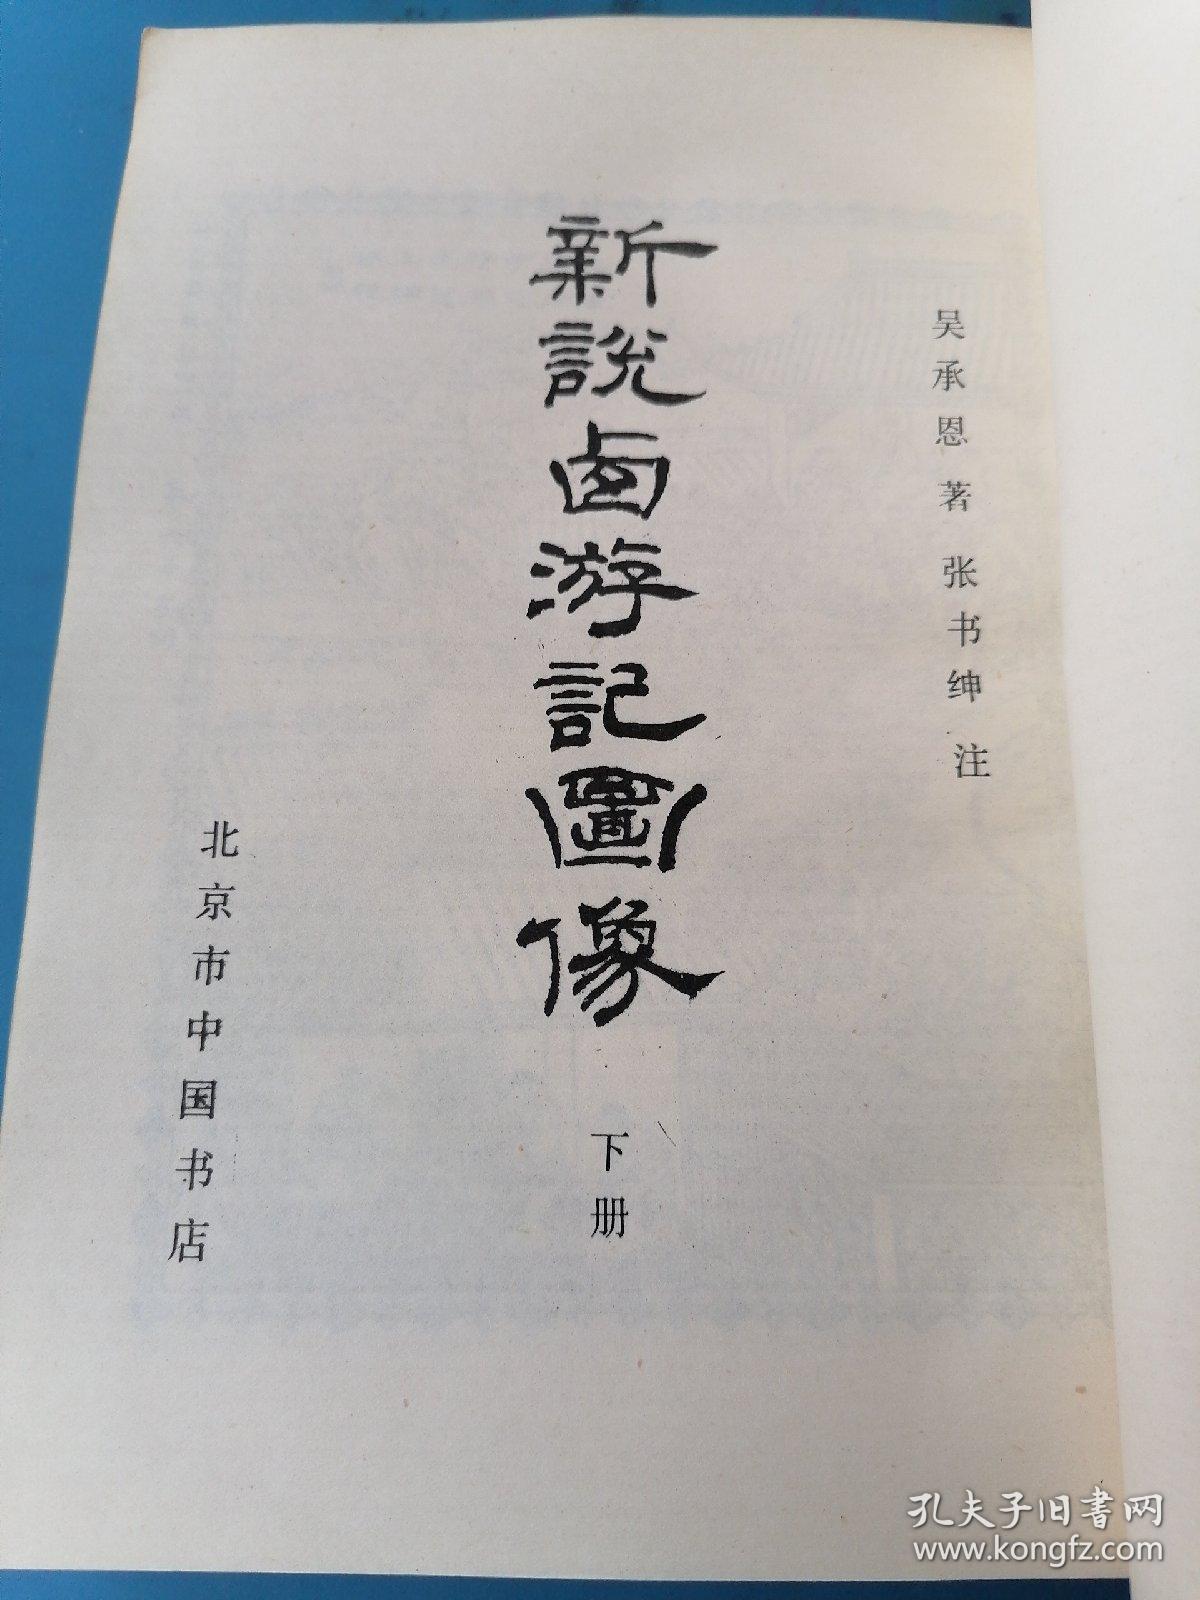 吴承恩著 张书绅 注
新說卤游記圖像
下册
北京市中国书店
孔夫子旧书网
www.kongfz.com